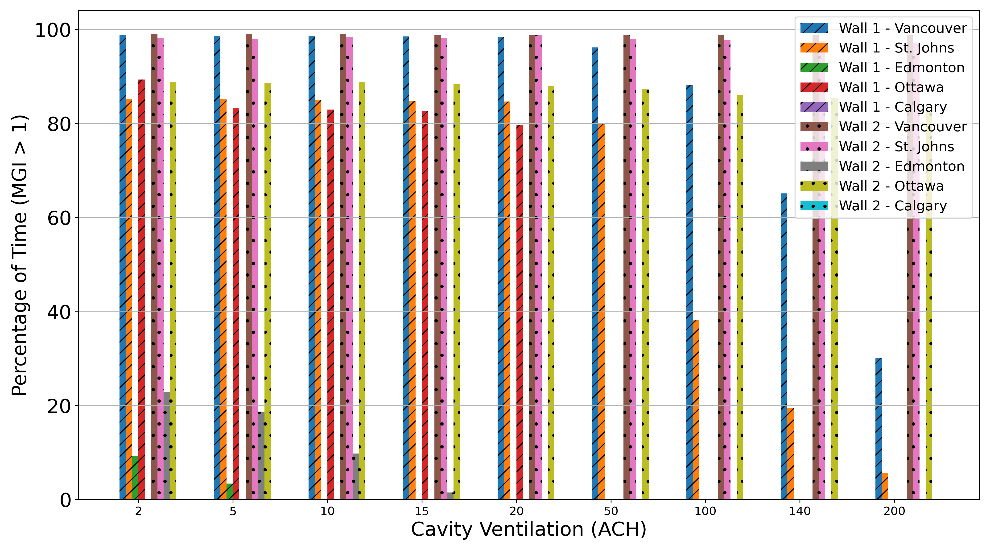 Percentage of Time (MGI > 1)
100
80
60
40
20
0
Wall 1 - Vancouver
Wall 1 - St. Johns
Wall 1 - Edmonton
Wall 1 - Ottawa
Wall 1 - Calgary
Wall 2 - Vancouver
Wall 2 - St. Johns
Wall 2 - Edmonton
Wall 2 - Ottawa
Wall 2 - Calgary
2 5 10 15 20 50 100 140 200
Cavity Ventilation (ACH)